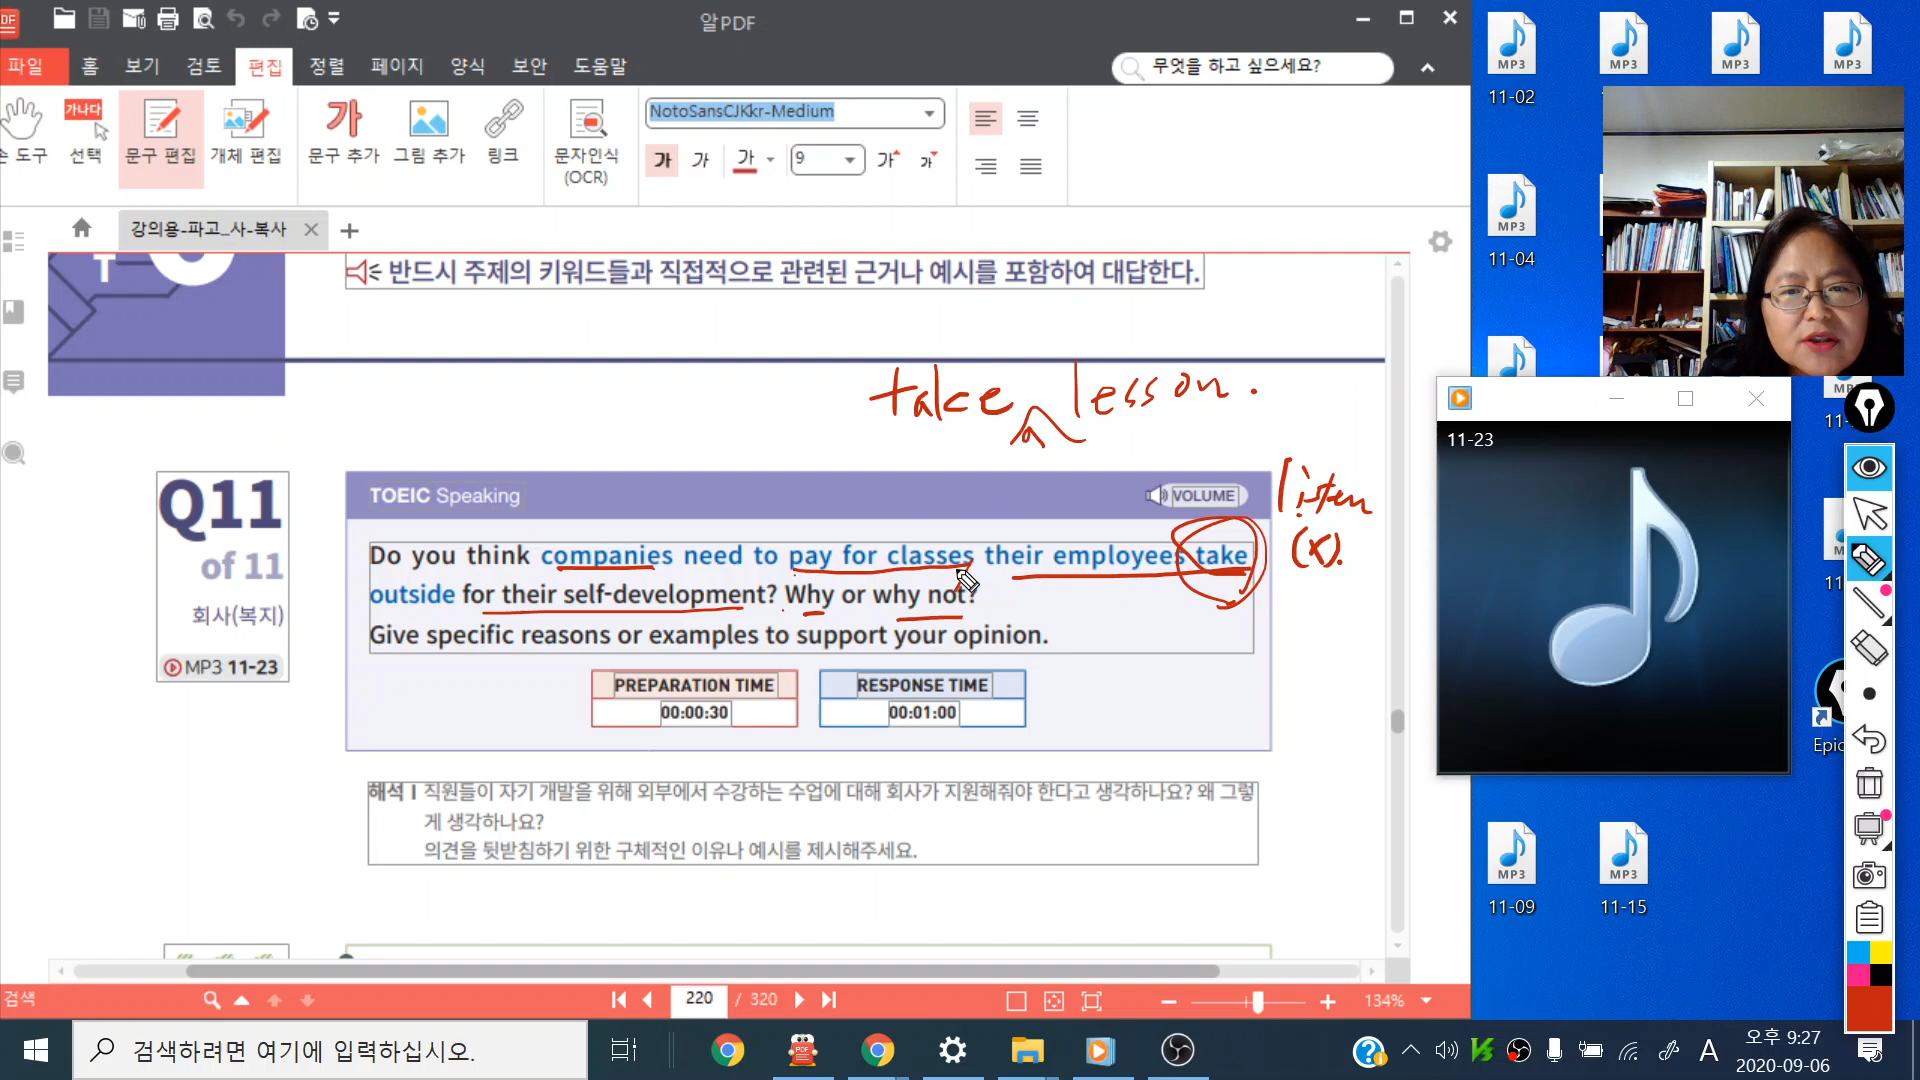 알PDF
파일 홈 보기 검토 편집 정렬 페이지 양식 보안 도움말
무엇을 하고 싶으세요?
손 도구
가나다
선택
문구 편집
개체 편집
가
문구 추가
그림 추가
링크
문자인식
(OCR)
NotoSansCJKkr-Medium
가 가 가 9 가 가
강의용-파고_사-복사
반드시 주제의 키워드들과 직접적으로 관련된 근거나 예시를 포함하여 대답한다.
take a lesson.
listen
(x).
Q11
of 11
회사(복지)
MP3 11-23
TOEIC Speaking
VOLUME
Do you think companies need to pay for classes their employees take
outside for their self-development? Why or why not?
Give specific reasons or examples to support your opinion.
PREPARATION TIME
00:00:30
RESPONSE TIME
00:01:00
해석 I 직원들이 자기 개발을 위해 외부에서 수강하는 수업에 대해 회사가 지원해줘야 한다고 생각하나요? 왜 그렇
게 생각하나요?
의견을 뒷받침하기 위한 구체적인 이유나 예시를 제시해주세요.
검색
220 / 320
134%
MP3 MP3 MP3 MP3
11-02
MP3
11-04
11-23
MP3
11-09
MP3
11-15
Epic
검색하려면 여기에 입력하십시오.
A
오후 9:27
2020-09-06